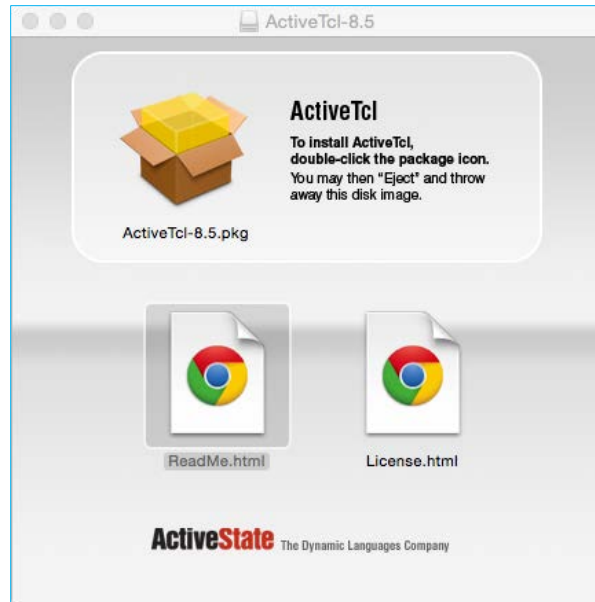 ActiveTcl-8.5
ActiveTcl
To install ActiveTcl,
double-click the package icon.
You may then “Eject” and throw
away this disk image.
ActiveTcl-8.5.pkg
ReadMe.html
License.html
ActiveState The Dynamic Languages Company